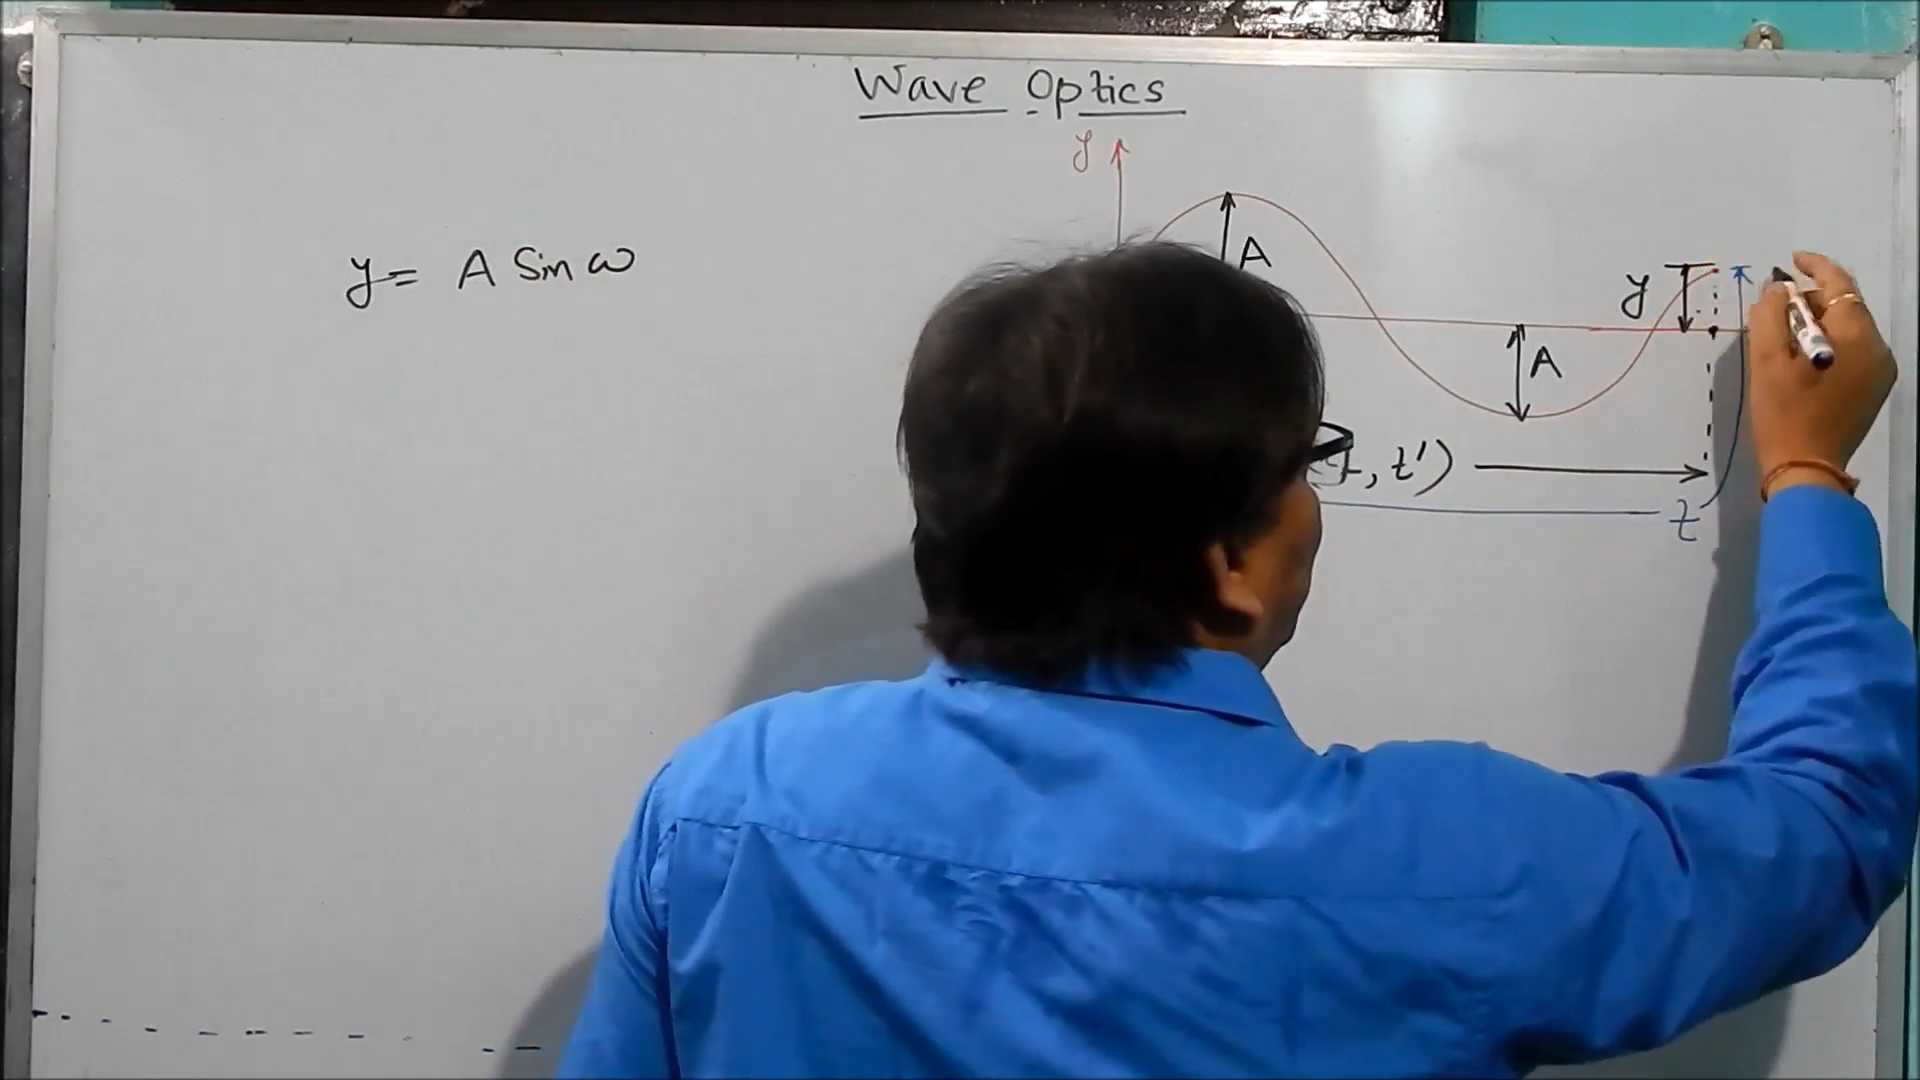 Wave Optics
y
y = A Sin ω
A
y
A
, t')
t